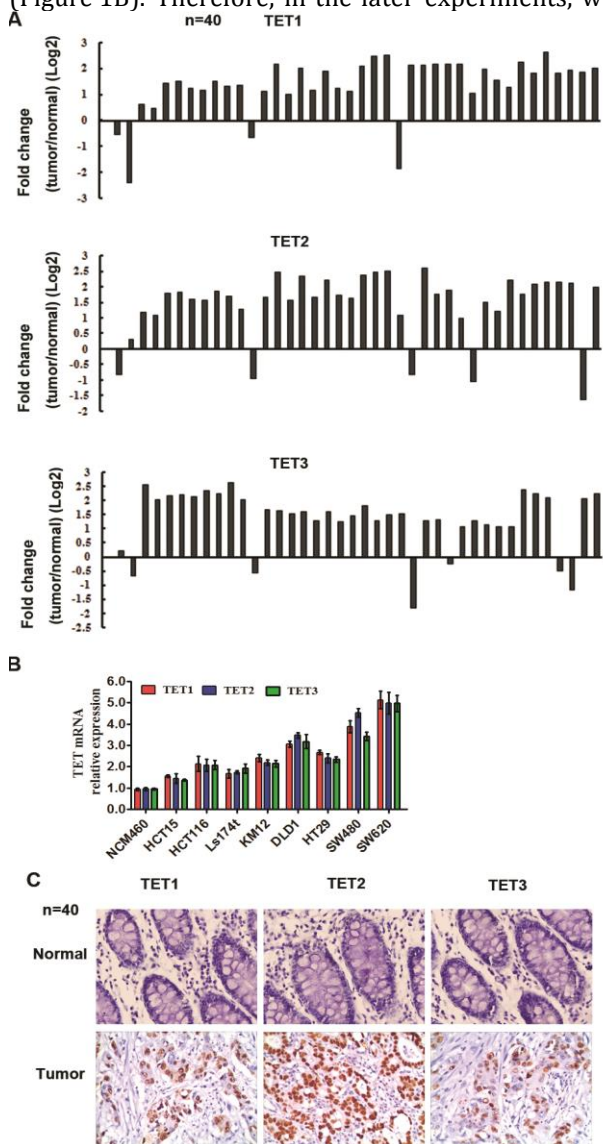 (Figure 1B). Therefore, in the later experiments, w
A
n=40 TET1
Fold change
(tumor/normal) (Log2)
3
2
1
0
-1
-2
-3
TET2
Fold change
(tumor/normal) (Log2)
3
2.5
2
1.5
1
0.5
0
-0.5
-1
-1.5
-2
TET3
Fold change
(tumor/normal) (Log2)
3
2.5
2
1.5
1
0.5
0
-0.5
-1
-1.5
-2
-2.5
B
TET mRNA
relative expression
6.0
5.0
4.0
3.0
2.0
1.0
0.0
TET1 TET2 TET3
NCM460
HCT15
HCT116
Ls174t
KM12
DLD1
HT29
SW480
SW620
C
TET1 TET2 TET3
n=40
Normal
Tumor